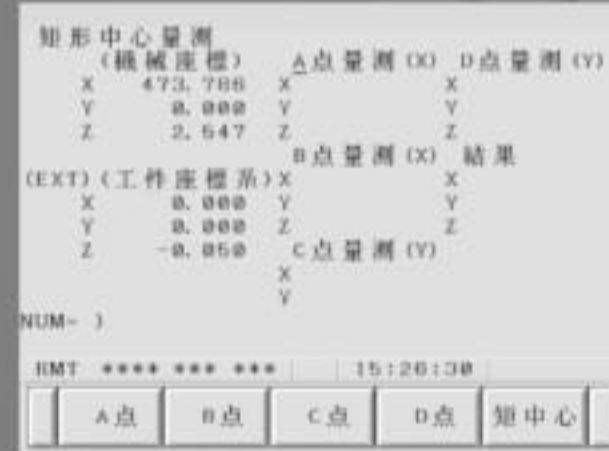 矩形中心量測
(機械座標) A点量測(X) D点量測(Y)
X 473.786 X X
Y 0.000 Y Y
Z 2.547 Z Z
B点量測(X) 結果
(EXT)(工件座標系) X X
X 0.000 Y Y
Y 0.000 Z Z
Z -0.050 C点量測(Y)
X
Y
NUM- )
RMT **** *** *** 15:26:30
A点 B点 C点 D点 矩中心